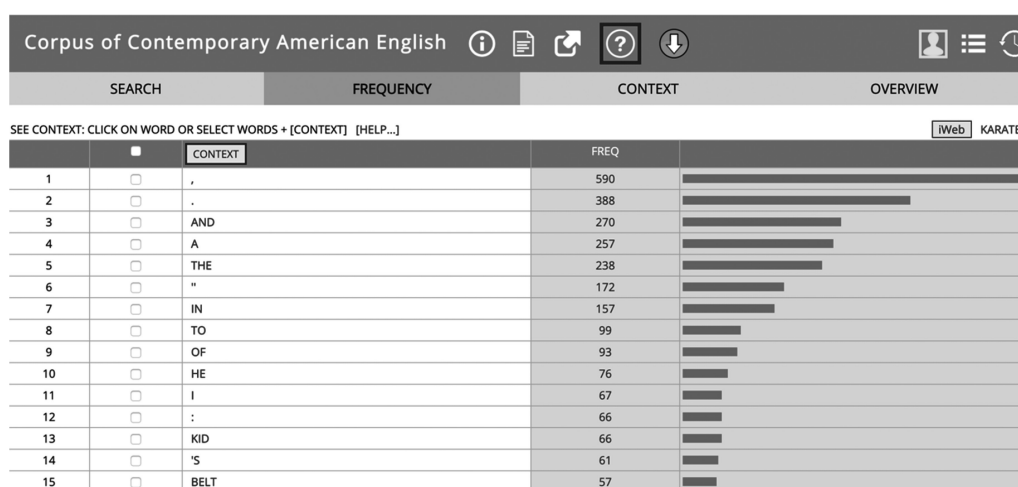 Corpus of Contemporary American English
SEARCH FREQUENCY CONTEXT OVERVIEW
SEE CONTEXT: CLICK ON WORD OR SELECT WORDS + [CONTEXT] [HELP...] iWeb KARATE
CONTEXT FREQ
1 , 590
2 . 388
3 AND 270
4 A 257
5 THE 238
6 " 172
7 IN 157
8 TO 99
9 OF 93
10 HE 76
11 I 67
12 : 66
13 KID 66
14 'S 61
15 BELT 57